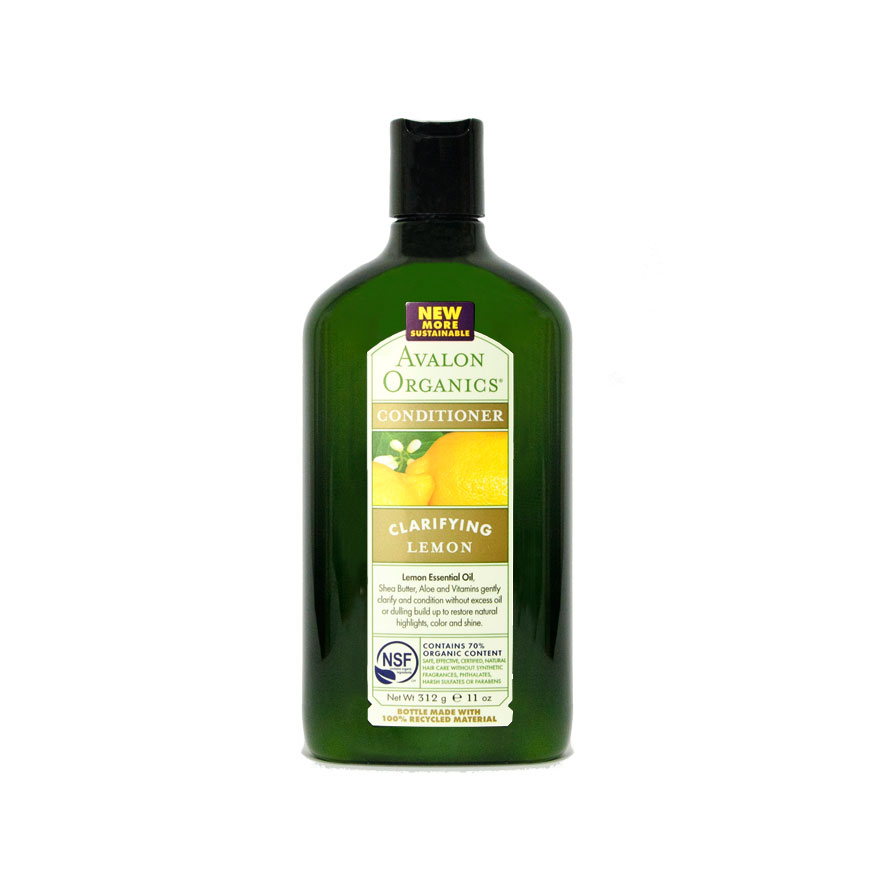 NEW
MORE
SUSTAINABLE
AVALON
ORGANICS®
CONDITIONER
CLARIFYING
LEMON
Lemon Essential Oil,
Shea Butter, Aloe and Vitamins gently
clarify and condition without excess oil
or dulling build up to restore natural
highlights, color and shine.
NSF
contains organic
ingredients
CONTAINS 70%
ORGANIC CONTENT
SAFE, EFFECTIVE, CERTIFIED, NATURAL
HAIR CARE WITHOUT SYNTHETIC
FRAGRANCES, PHTHALATES,
HARSH SULFATES OR PARABENS
Net Wt 312 g ℮ 11 oz
BOTTLE MADE WITH
100% RECYCLED MATERIAL